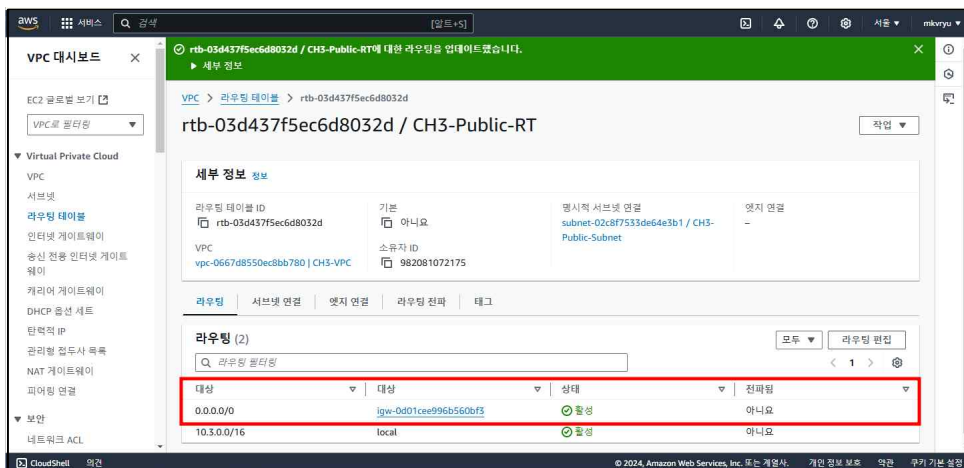 aws 서비스 검색 [알트+S] 서울 ▼ mkvryu ▼
VPC 대시보드 ×
EC2 글로벌 보기
VPC로 필터링 ▼
▼ Virtual Private Cloud
VPC
서브넷
라우팅 테이블
인터넷 게이트웨이
송신 전용 인터넷 게이트
웨이
캐리어 게이트웨이
DHCP 옵션 세트
탄력적 IP
관리형 접두사 목록
NAT 게이트웨이
피어링 연결
▼ 보안
네트워크 ACL
rtb-03d437f5ec6d8032d / CH3-Public-RT에 대한 라우팅을 업데이트했습니다. ×
▶ 세부 정보
VPC > 라우팅 테이블 > rtb-03d437f5ec6d8032d
rtb-03d437f5ec6d8032d / CH3-Public-RT 작업 ▼
세부 정보 정보
라우팅 테이블 ID 기본 명시적 서브넷 연결 엣지 연결
rtb-03d437f5ec6d8032d 아니요 subnet-02c8f7533de64e3b1 / CH3- –
Public-Subnet
VPC 소유자 ID
vpc-0667d8550ec8bb780 | CH3-VPC 982081072175
라우팅 서브넷 연결 엣지 연결 라우팅 전파 태그
라우팅 (2) 모두 ▼ 라우팅 편집
라우팅 필터링 < 1 >
대상 대상 상태 전파됨
0.0.0.0/0 igw-0d01cee996b560bf3 활성 아니요
10.3.0.0/16 local 활성 아니요
CloudShell 의견 © 2024, Amazon Web Services, Inc. 또는 계열사. 개인 정보 보호 약관 쿠키 기본 설정